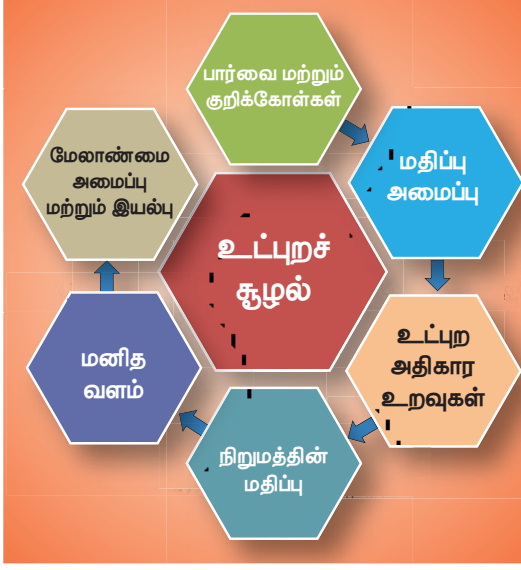 பார்வை மற்றும்
குறிக்கோள்கள்
மதிப்பு
அமைப்பு
உட்புற
அதிகார
உறவுகள்
நிறுமத்தின்
மதிப்பு
மனித
வளம்
மேலாண்மை
அமைப்பு
மற்றும் இயல்பு
உட்புறச்
சூழல்